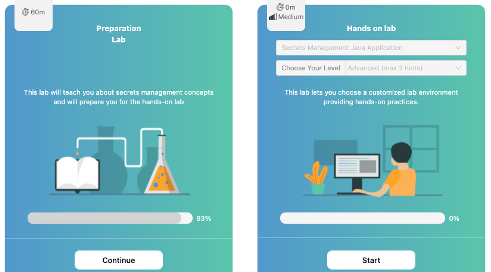 60m
Preparation
Lab
This lab will teach you about secrets management concepts
and will prepare you for the hands-on lab
93%
Continue
0m
Medium
Hands on lab
Secrets Management Java Application
Choose Your Level Advanced (max 2 hints)
This lab lets you choose a customized lab environment
providing hands-on practices.
0%
Start